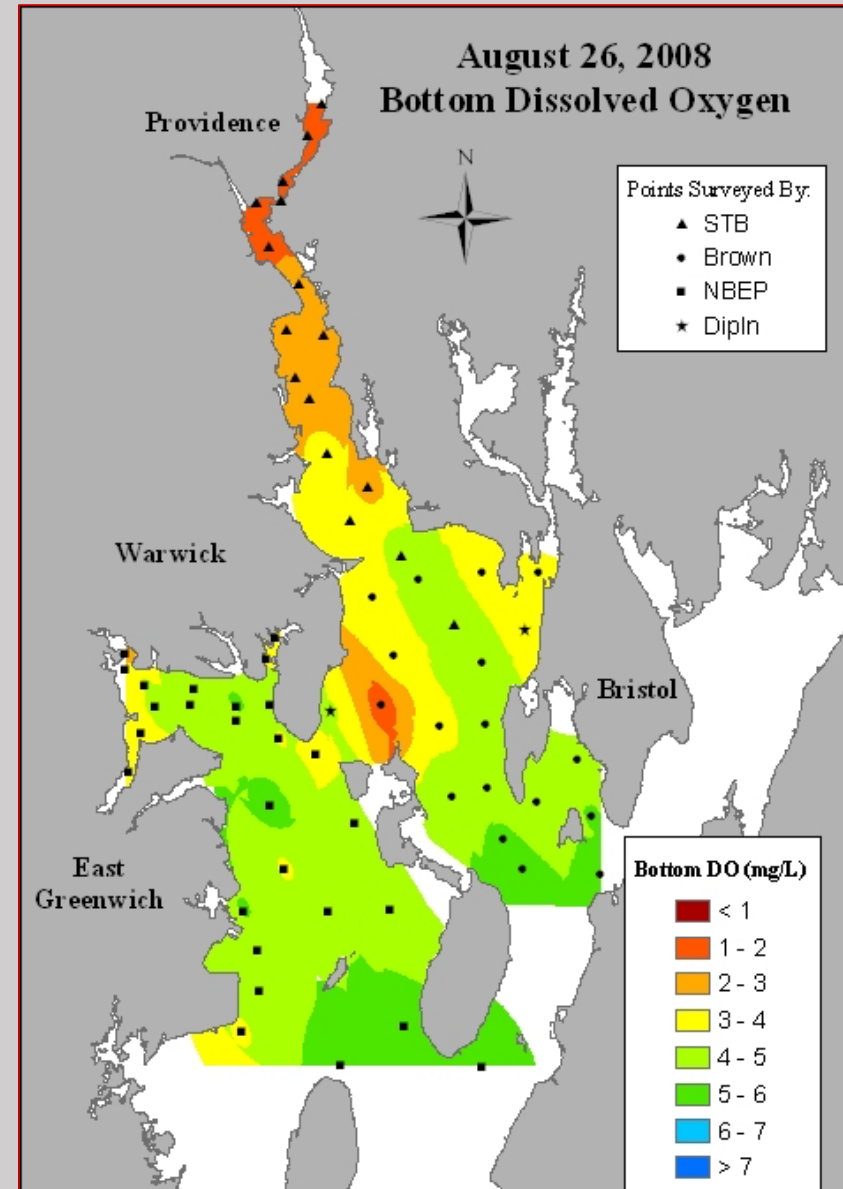 August 26, 2008
Bottom Dissolved Oxygen
Providence
N
Points Surveyed By:
STB
Brown
NBEP
DipIn
Warwick
Bristol
East
Greenwich
Bottom DO (mg/L)
< 1
1 - 2
2 - 3
3 - 4
4 - 5
5 - 6
6 - 7
> 7